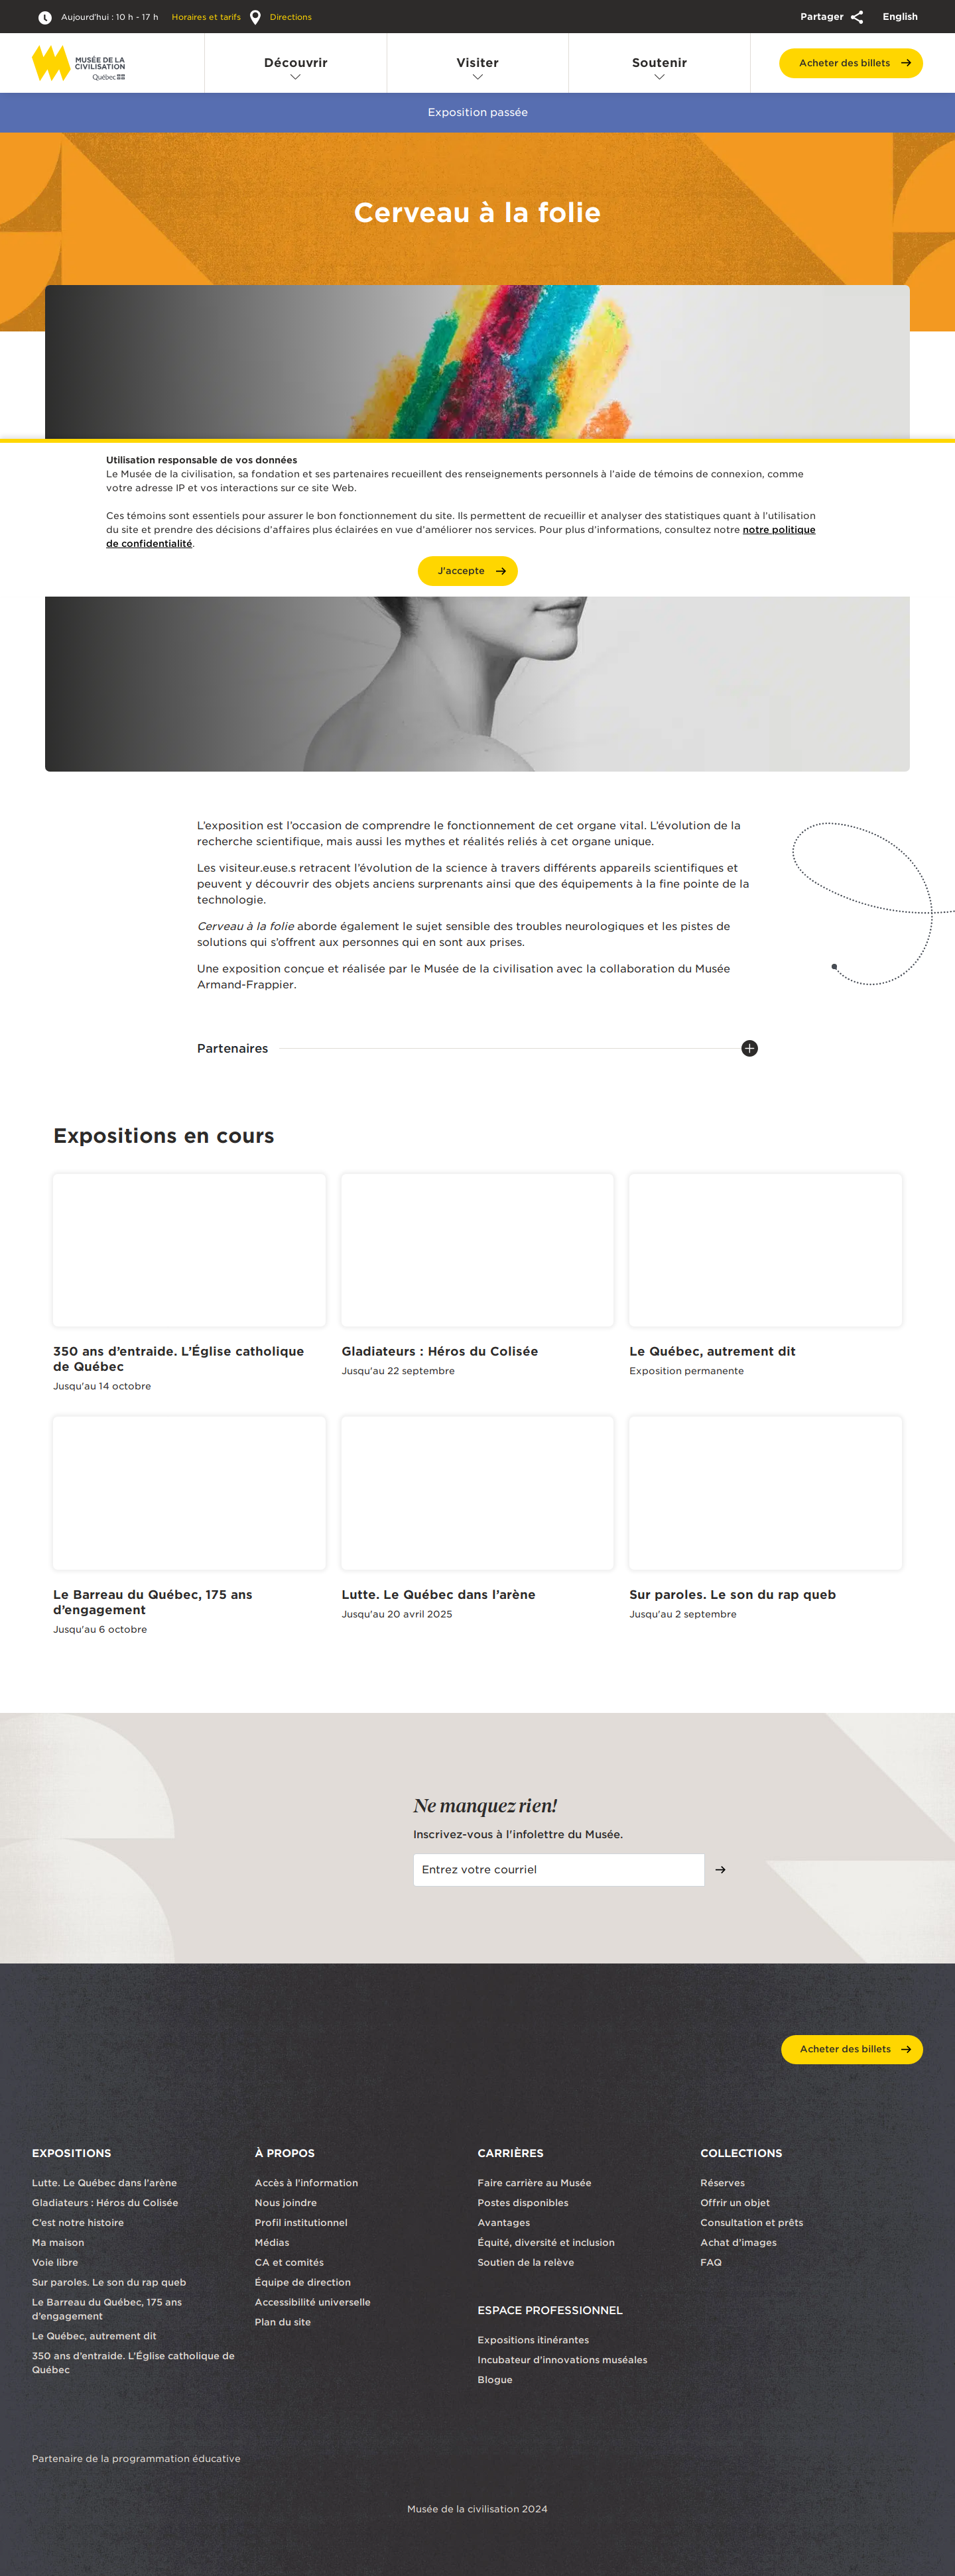 Aujourd'hui : 10 h - 17 h Horaires et tarifs Directions Partager English
MUSÉE DE LA
CIVILISATION
Québec
Découvrir Visiter Soutenir Acheter des billets
Exposition passée
Cerveau à la folie
Utilisation responsable de vos données
Le Musée de la civilisation, sa fondation et ses partenaires recueillent des renseignements personnels à l'aide de témoins de connexion, comme
votre adresse IP et vos interactions sur ce site Web.
Ces témoins sont essentiels pour assurer le bon fonctionnement du site. Ils permettent de recueillir et analyser des statistiques quant à l'utilisation
du site et prendre des décisions d'affaires plus éclairées en vue d'améliorer nos services. Pour plus d'informations, consultez notre notre politique
de confidentialité.
J'accepte
L'exposition est l'occasion de comprendre le fonctionnement de cet organe vital. L'évolution de la
recherche scientifique, mais aussi les mythes et réalités reliés à cet organe unique.
Les visiteur.euse.s retracent l'évolution de la science à travers différents appareils scientifiques et
peuvent y découvrir des objets anciens surprenants ainsi que des équipements à la fine pointe de la
technologie.
Cerveau à la folie aborde également le sujet sensible des troubles neurologiques et les pistes de
solutions qui s'offrent aux personnes qui en sont aux prises.
Une exposition conçue et réalisée par le Musée de la civilisation avec la collaboration du Musée
Armand-Frappier.
Partenaires
Expositions en cours
350 ans d'entraide. L'Église catholique
de Québec
Jusqu'au 14 octobre
Gladiateurs : Héros du Colisée
Jusqu'au 22 septembre
Le Québec, autrement dit
Exposition permanente
Le Barreau du Québec, 175 ans
d'engagement
Jusqu'au 6 octobre
Lutte. Le Québec dans l'arène
Jusqu'au 20 avril 2025
Sur paroles. Le son du rap queb
Jusqu'au 2 septembre
Ne manquez rien!
Inscrivez-vous à l'infolettre du Musée.
Entrez votre courriel
Acheter des billets
EXPOSITIONS
Lutte. Le Québec dans l'arène
Gladiateurs : Héros du Colisée
C'est notre histoire
Ma maison
Voie libre
Sur paroles. Le son du rap queb
Le Barreau du Québec, 175 ans
d'engagement
Le Québec, autrement dit
350 ans d'entraide. L'Église catholique de
Québec
À PROPOS
Accès à l'information
Nous joindre
Profil institutionnel
Médias
CA et comités
Équipe de direction
Accessibilité universelle
Plan du site
CARRIÈRES
Faire carrière au Musée
Postes disponibles
Avantages
Équité, diversité et inclusion
Soutien de la relève
ESPACE PROFESSIONNEL
Expositions itinérantes
Incubateur d'innovations muséales
Blogue
COLLECTIONS
Réserves
Offrir un objet
Consultation et prêts
Achat d'images
FAQ
Partenaire de la programmation éducative
Musée de la civilisation 2024